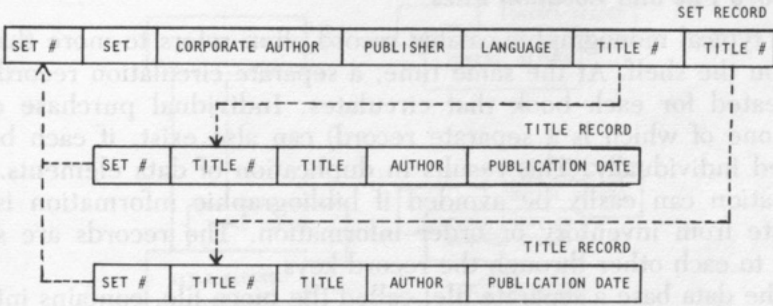 SET RECORD
SET # SET CORPORATE AUTHOR PUBLISHER LANGUAGE TITLE # TITLE #
TITLE RECORD
SET # TITLE # TITLE AUTHOR PUBLICATION DATE
TITLE RECORD
SET # TITLE # TITLE AUTHOR PUBLICATION DATE